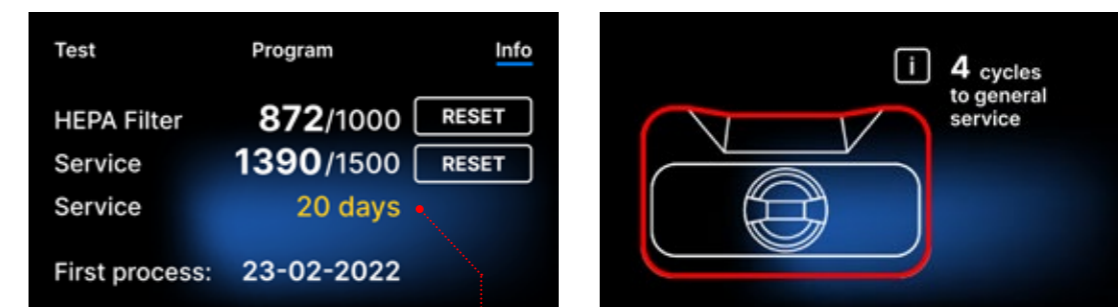 Test Program Info
HEPA Filter 872/1000 RESET
Service 1390/1500 RESET
Service 20 days
First process: 23-02-2022
i 4 cycles
to general
service